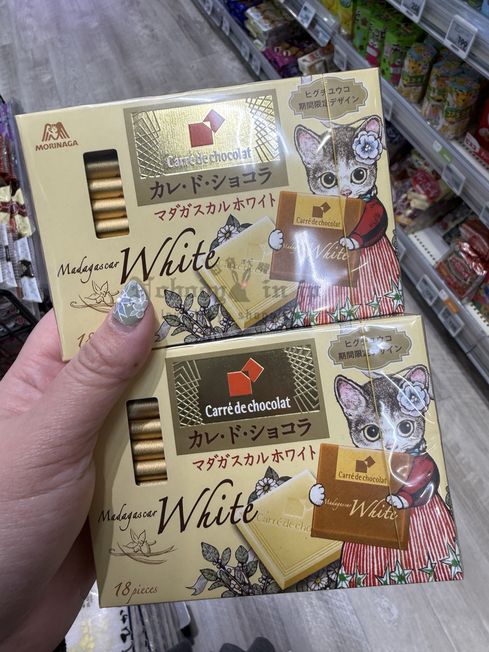 MORINAGA
Carré de chocolat
カレ・ド・ショコラ
マダガスカルホワイト
ヒグチユウコ
期間限定デザイン
Carré de chocolat
Madagascar White
18
Carré de chocolat
カレ・ド・ショコラ
マダガスカルホワイト
ヒグチユウコ
期間限定デザイン
Carré de chocolat
Madagascar White
Carré de chocolat
Madagascar White
18 pieces